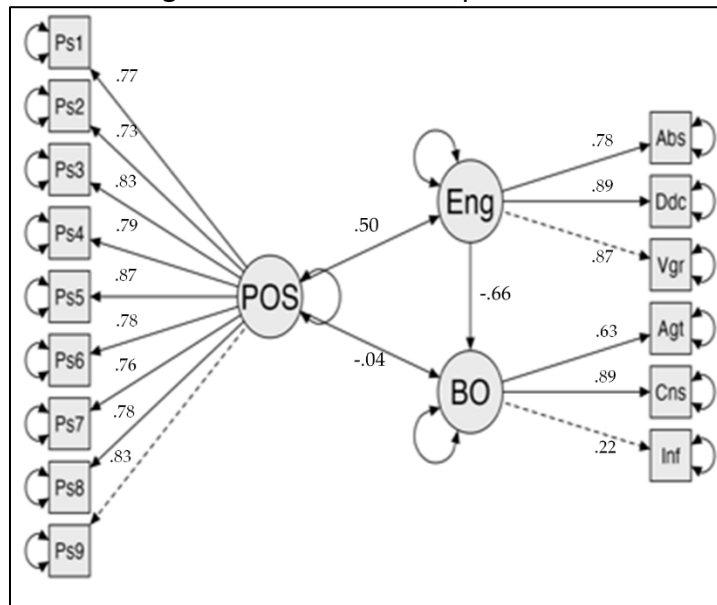 Ps1
.77
Ps2
.73
Ps3
.83
Ps4
.79
Ps5
.87
Ps6
.78
Ps7
.76
Ps8
.78
Ps9
.83
POS
.50
-.04
Eng
-.66
BO
.78
Abs
.89
Ddc
.87
Vgr
.63
Agt
.89
Cns
.22
Inf